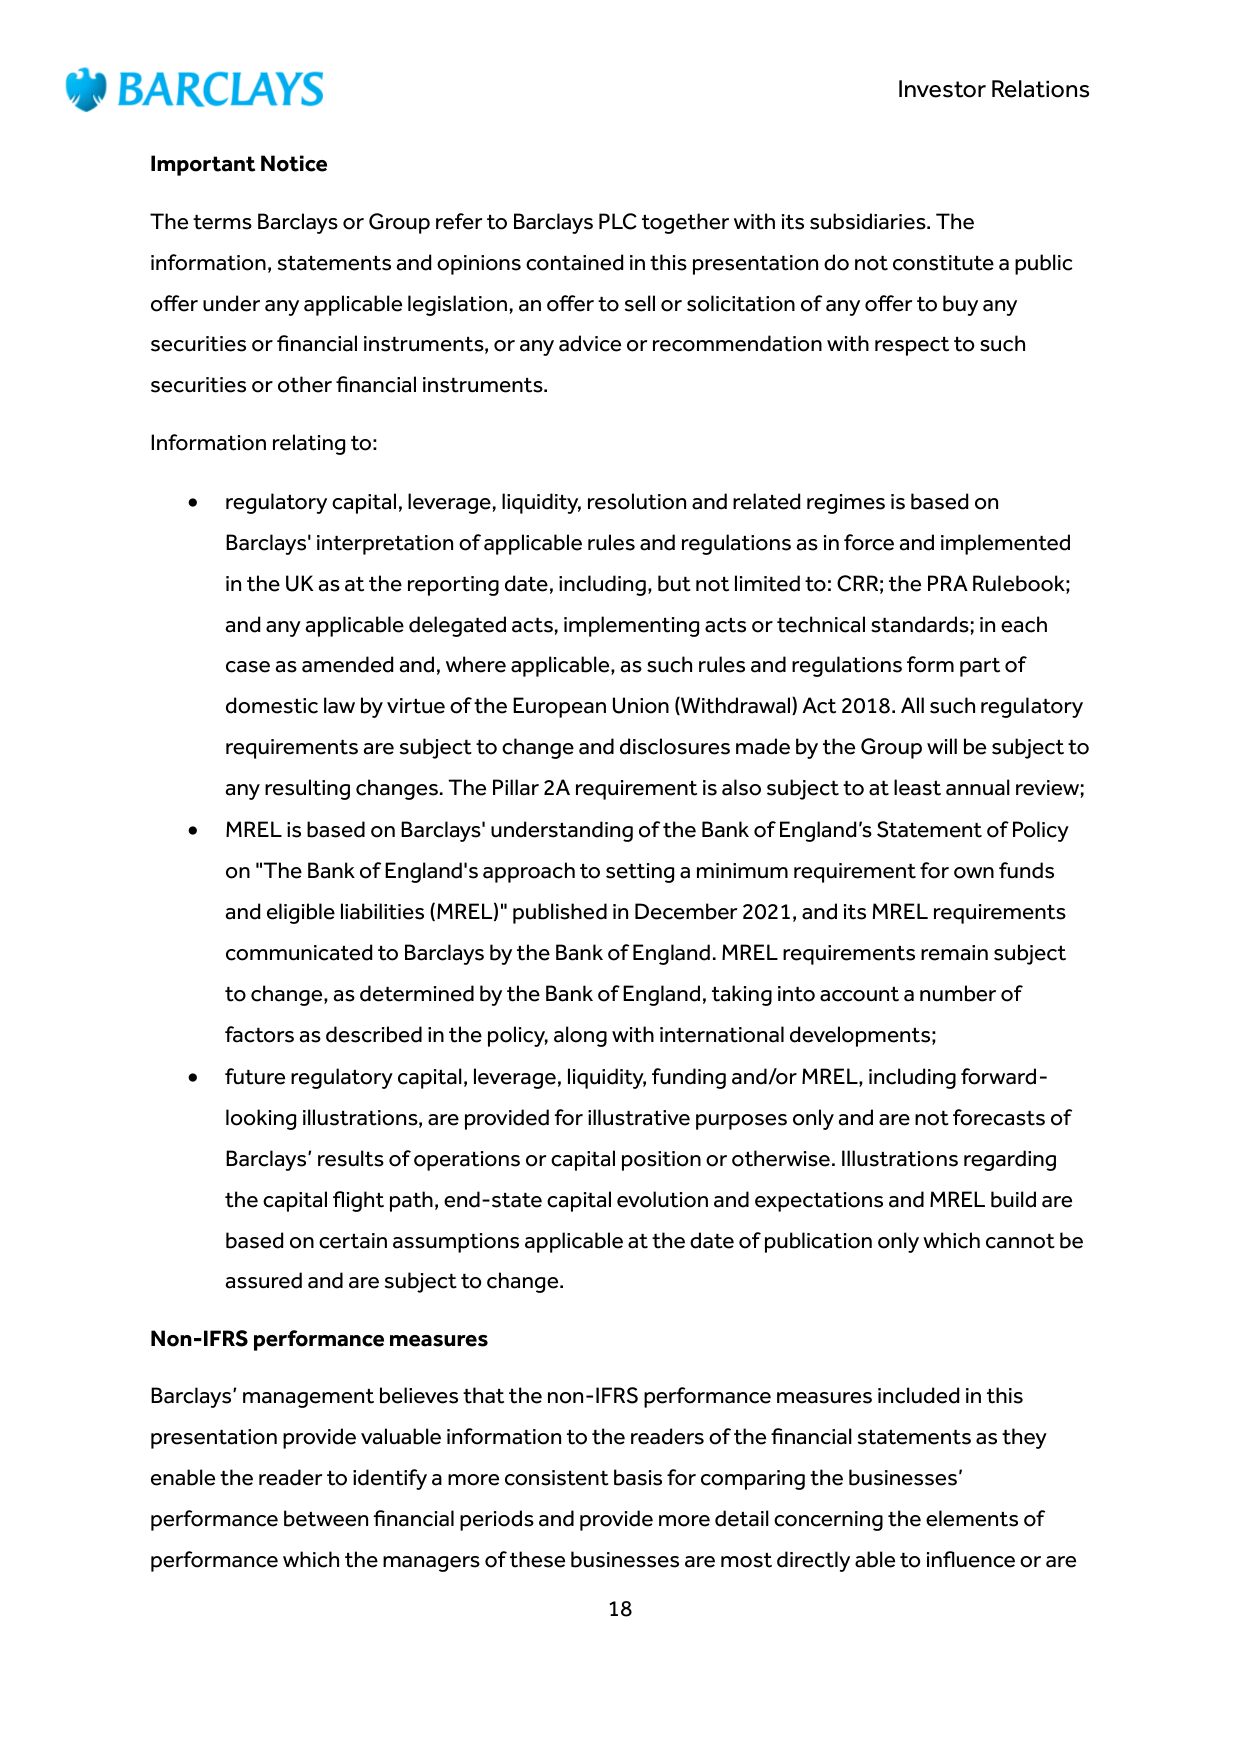 BARCLAYS
Investor Relations
Important Notice
The terms Barclays or Group refer to Barclays PLC together with its subsidiaries. The
information, statements and opinions contained in this presentation do not constitute a public
offer under any applicable legislation, an offer to sell or solicitation of any offer to buy any
securities or financial instruments, or any advice or recommendation with respect to such
securities or other financial instruments.
Information relating to:
• regulatory capital, leverage, liquidity, resolution and related regimes is based on
Barclays' interpretation of applicable rules and regulations as in force and implemented
in the UK as at the reporting date, including, but not limited to: CRR; the PRA Rulebook;
and any applicable delegated acts, implementing acts or technical standards; in each
case as amended and, where applicable, as such rules and regulations form part of
domestic law by virtue of the European Union (Withdrawal) Act 2018. All such regulatory
requirements are subject to change and disclosures made by the Group will be subject to
any resulting changes. The Pillar 2A requirement is also subject to at least annual review;
• MREL is based on Barclays' understanding of the Bank of England’s Statement of Policy
on "The Bank of England's approach to setting a minimum requirement for own funds
and eligible liabilities (MREL)" published in December 2021, and its MREL requirements
communicated to Barclays by the Bank of England. MREL requirements remain subject
to change, as determined by the Bank of England, taking into account a number of
factors as described in the policy, along with international developments;
• future regulatory capital, leverage, liquidity, funding and/or MREL, including forward-
looking illustrations, are provided for illustrative purposes only and are not forecasts of
Barclays’ results of operations or capital position or otherwise. Illustrations regarding
the capital flight path, end-state capital evolution and expectations and MREL build are
based on certain assumptions applicable at the date of publication only which cannot be
assured and are subject to change.
Non-IFRS performance measures
Barclays’ management believes that the non-IFRS performance measures included in this
presentation provide valuable information to the readers of the financial statements as they
enable the reader to identify a more consistent basis for comparing the businesses’
performance between financial periods and provide more detail concerning the elements of
performance which the managers of these businesses are most directly able to influence or are
18